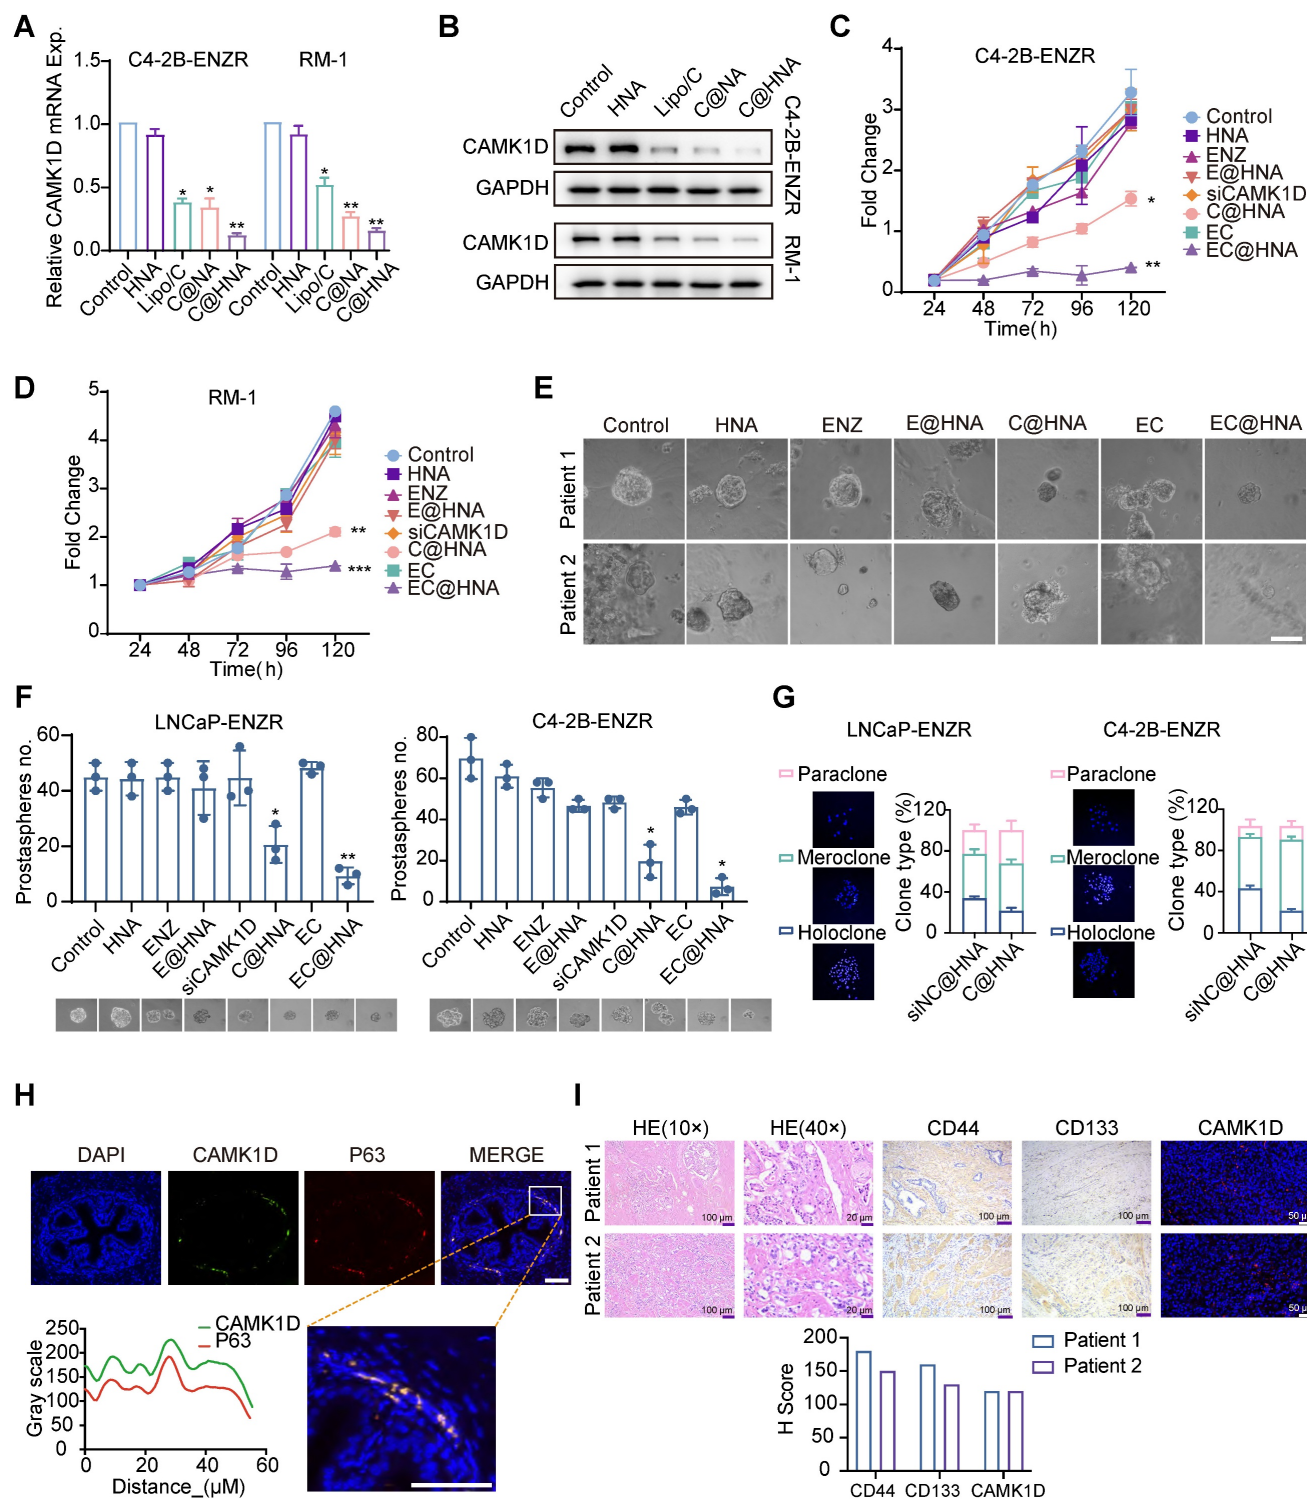 A
Relative CAMK1D mRNA Exp.
C4-2B-ENZR
RM-1
1.5
1.0
0.5
0.0
*
*
**
*
**
**
Control
HNA
Lipo/C
C@NA
C@HNA
Control
HNA
Lipo/C
C@NA
C@HNA
B
Control
HNA
Lipo/C
C@NA
C@HNA
CAMK1D
GAPDH
C4-2B-ENZR
CAMK1D
GAPDH
RM-1
C
C4-2B-ENZR
Fold Change
4
3
2
1
0
24 48 72 96 120
Time(h)
*
**
Control
HNA
ENZ
E@HNA
siCAMK1D
C@HNA
EC
EC@HNA
D
RM-1
Fold Change
5
4
3
2
1
0
24 48 72 96 120
Time(h)
**
***
Control
HNA
ENZ
E@HNA
siCAMK1D
C@HNA
EC
EC@HNA
E
Control HNA ENZ E@HNA C@HNA EC EC@HNA
Patient 1
Patient 2
F
LNCaP-ENZR
Prostaspheres no.
60
40
20
0
*
**
Control
HNA
ENZ
E@HNA
siCAMK1D
C@HNA
EC
EC@HNA
C4-2B-ENZR
Prostaspheres no.
80
60
40
20
0
*
*
Control
HNA
ENZ
E@HNA
siCAMK1D
C@HNA
EC
EC@HNA
G
LNCaP-ENZR
Paraclone
Meroclone
Holoclone
Clone type (%)
120
80
40
0
siNC@HNA
C@HNA
C4-2B-ENZR
Paraclone
Meroclone
Holoclone
Clone type (%)
120
80
40
0
siNC@HNA
C@HNA
H
DAPI CAMK1D P63 MERGE
Gray scale
250
200
150
100
50
0
CAMK1D
P63
0 20 40 60
Distance_(μM)
I
HE(10×) HE(40×) CD44 CD133 CAMK1D
Patient 1
100 μm
20 μm
100 μm
100 μm
50 μ
Patient 2
100 μm
20 μm
100 μm
100 μm
50 μ
H Score
200
150
100
50
0
Patient 1
Patient 2
CD44 CD133 CAMK1D